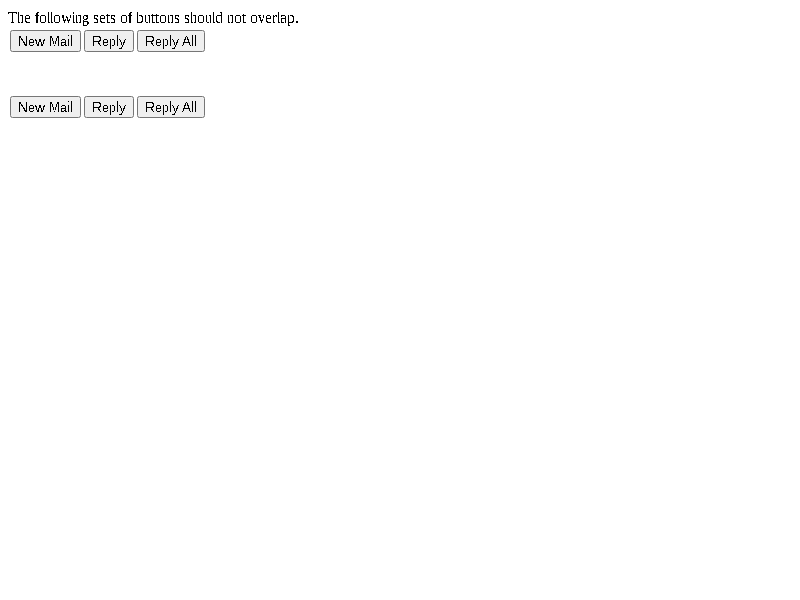 The following sets of buttons should not overlap.
New Mail Reply Reply All
New Mail Reply Reply All